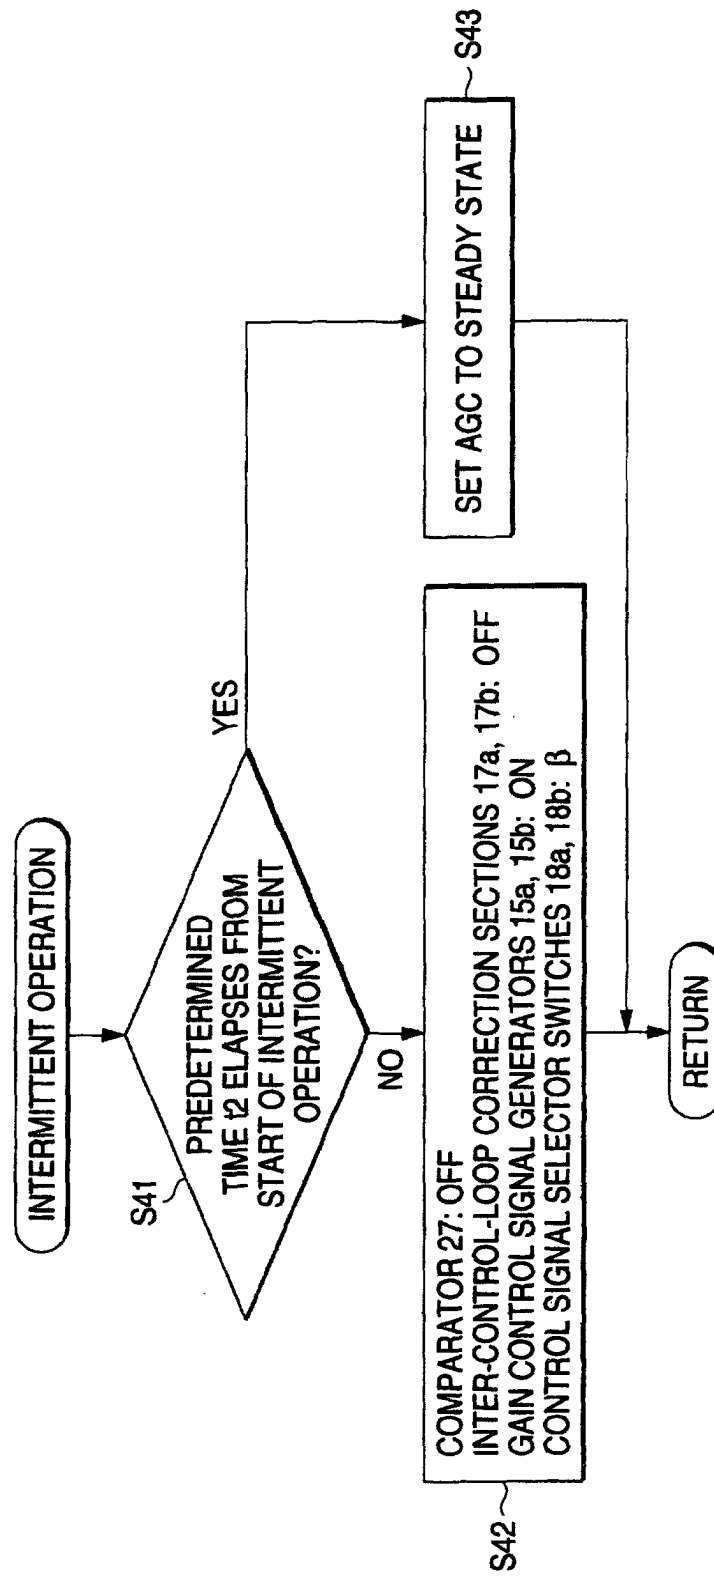 INTERMITTENT OPERATION
S41
PREDETERMINED
TIME t2 ELAPSES FROM
START OF INTERMITTENT
OPERATION?
YES
NO
S42
COMPARATOR 27: OFF
INTER-CONTROL-LOOP CORRECTION SECTIONS 17a, 17b: OFF
GAIN CONTROL SIGNAL GENERATORS 15a, 15b: ON
CONTROL SIGNAL SELECTOR SWITCHES 18a, 18b: β
SET AGC TO STEADY STATE
S43
RETURN